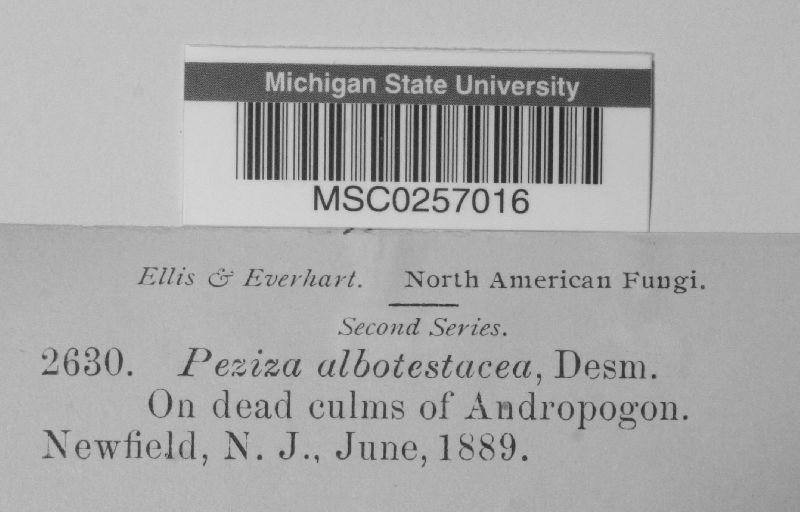 Michigan State University
MSC0257016
Ellis & Everhart. North American Fungi.
Second Series.
2630. Peziza albotestacea, Desm.
On dead culms of Andropogon.
Newfield, N. J., June, 1889.